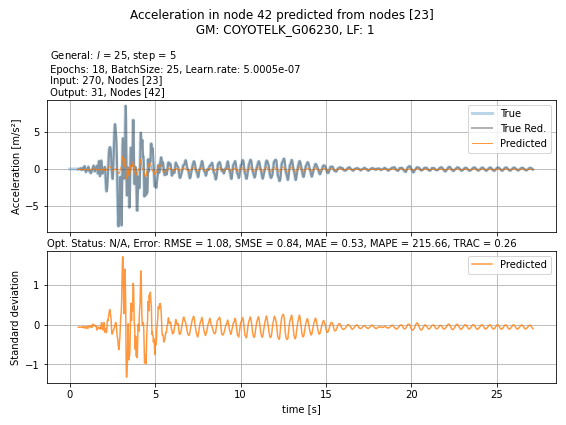 Acceleration in node 42 predicted from nodes [23]
GM: COYOTELK_G06230, LF: 1
General: l = 25, step = 5
Epochs: 18, BatchSize: 25, Learn.rate: 5.0005e-07
Input: 270, Nodes [23]
Output: 31, Nodes [42]
Acceleration [m/s²]
5
0
−5
True
True Red.
Predicted
Opt. Status: N/A, Error: RMSE = 1.08, SMSE = 0.84, MAE = 0.53, MAPE = 215.66, TRAC = 0.26
Standard deviation
1
0
−1
Predicted
0 5 10 15 20 25
time [s]